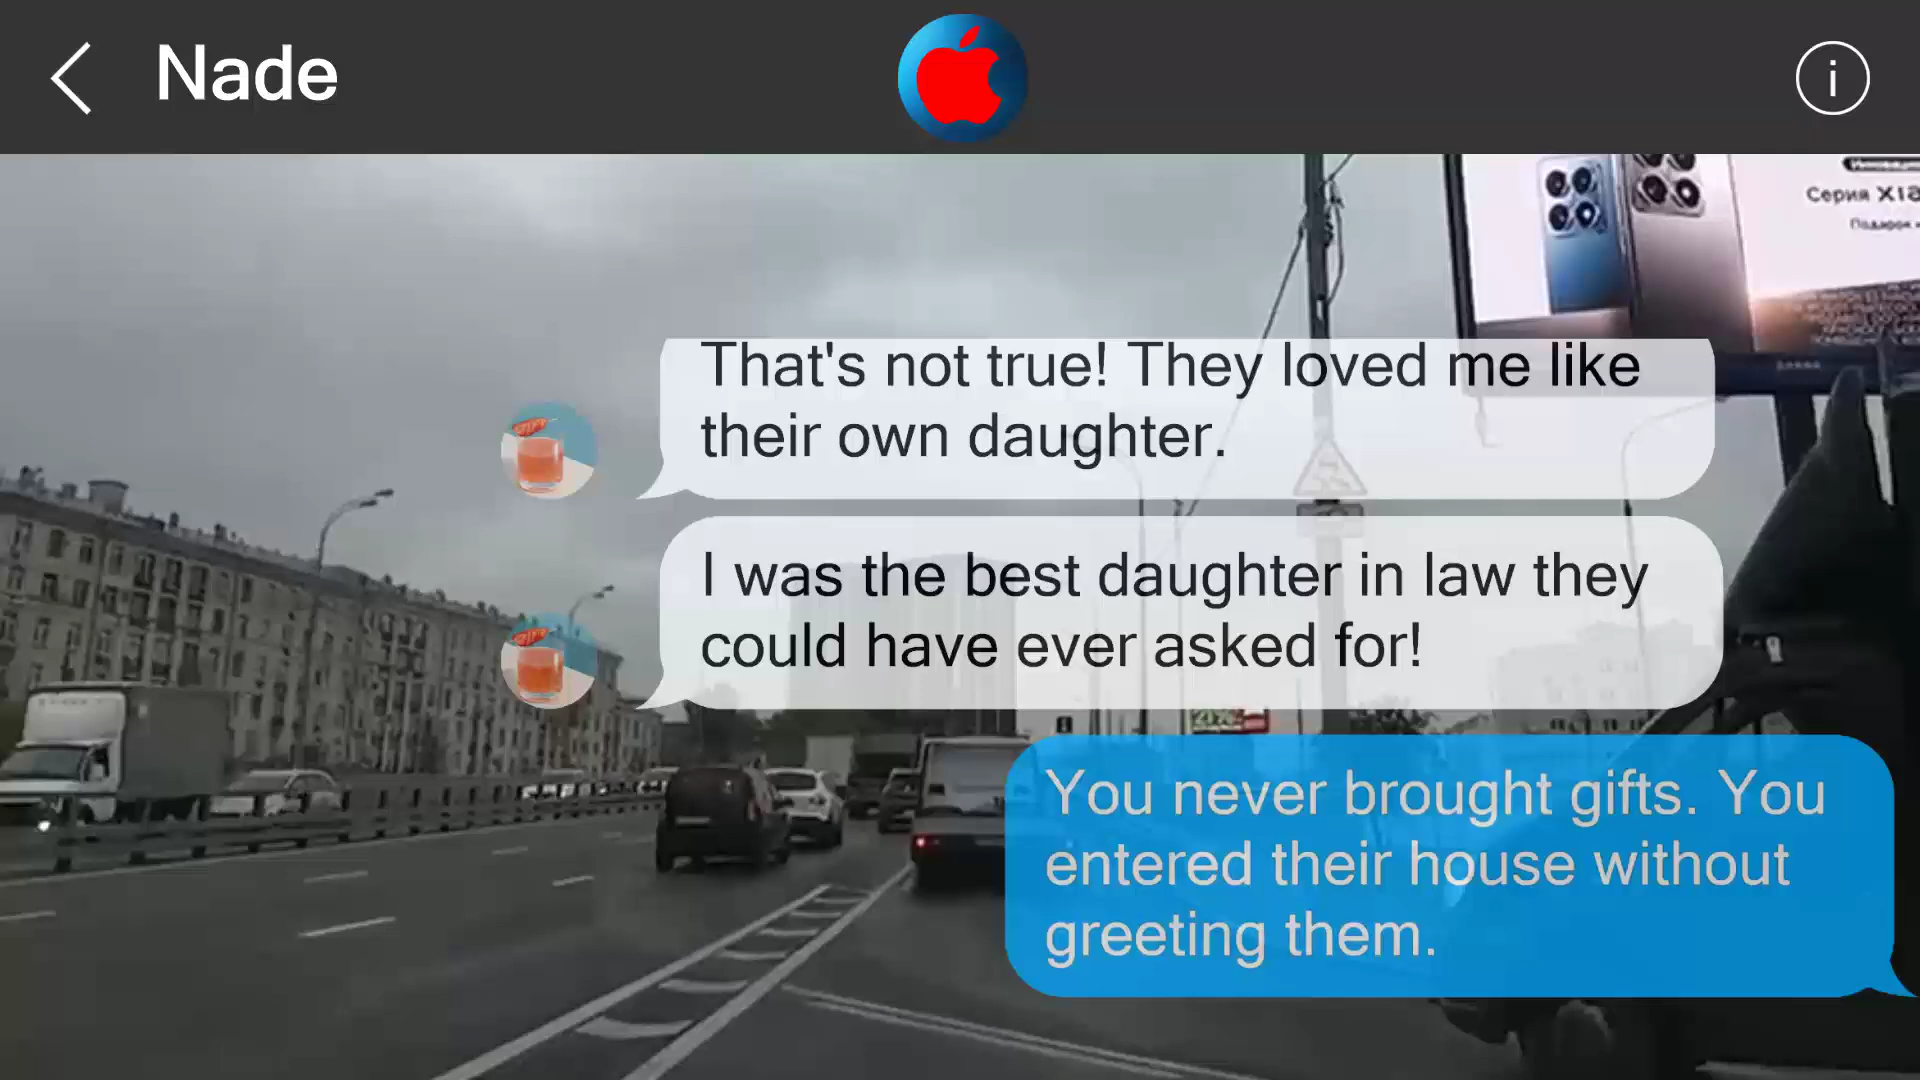 Nade
Серия
That's not true! They loved me like
their own daughter.
I was the best daughter in law they
could have ever asked for!
You never brought gifts. You
entered their house without
greeting them.